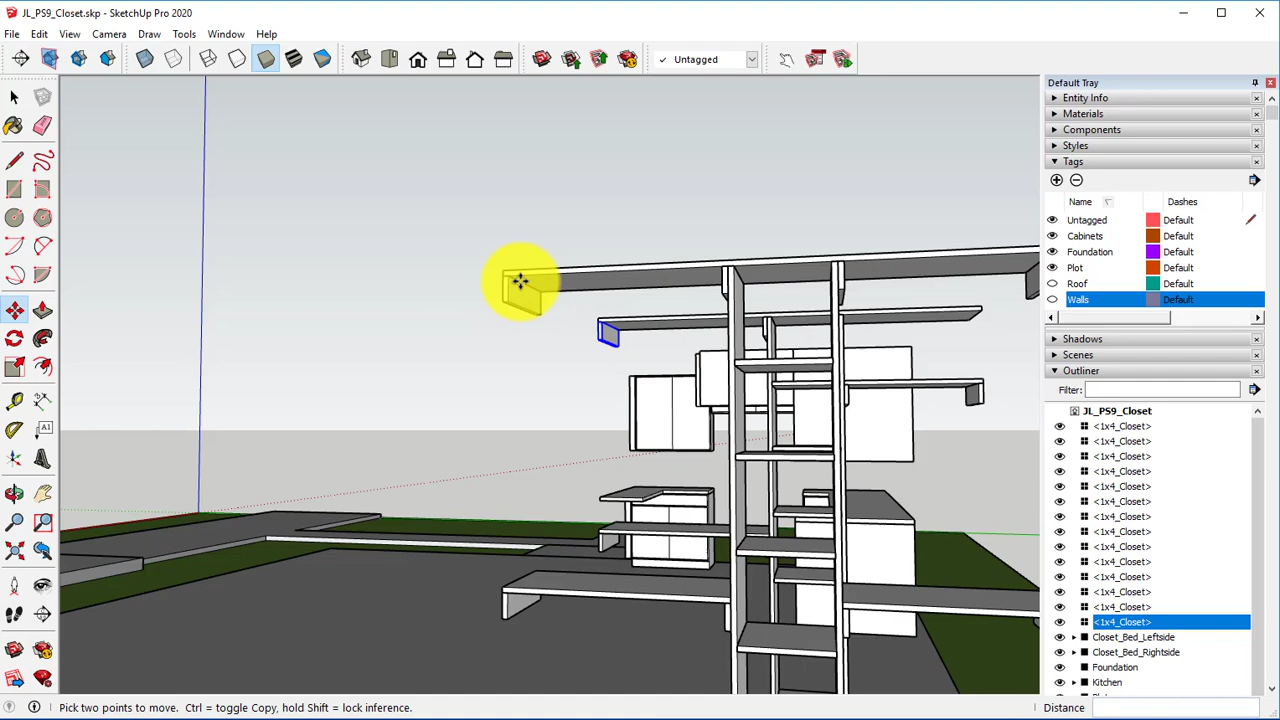 JL_PS9_Closet.skp - SketchUp Pro 2020
File Edit View Camera Draw Tools Window Help
Untagged
Default Tray
Entity Info
Materials
Components
Styles
Tags
Name Dashes
Untagged Default
Cabinets Default
Foundation Default
Plot Default
Roof Default
Walls Default
Shadows
Scenes
Outliner
Filter:
JL_PS9_Closet
<1x4_Closet>
<1x4_Closet>
<1x4_Closet>
<1x4_Closet>
<1x4_Closet>
<1x4_Closet>
<1x4_Closet>
<1x4_Closet>
<1x4_Closet>
<1x4_Closet>
<1x4_Closet>
<1x4_Closet>
<1x4_Closet>
<1x4_Closet>
Closet_Bed_Leftside
Closet_Bed_Rightside
Foundation
Kitchen
Pick two points to move. Ctrl = toggle Copy, hold Shift = lock inference.
Distance